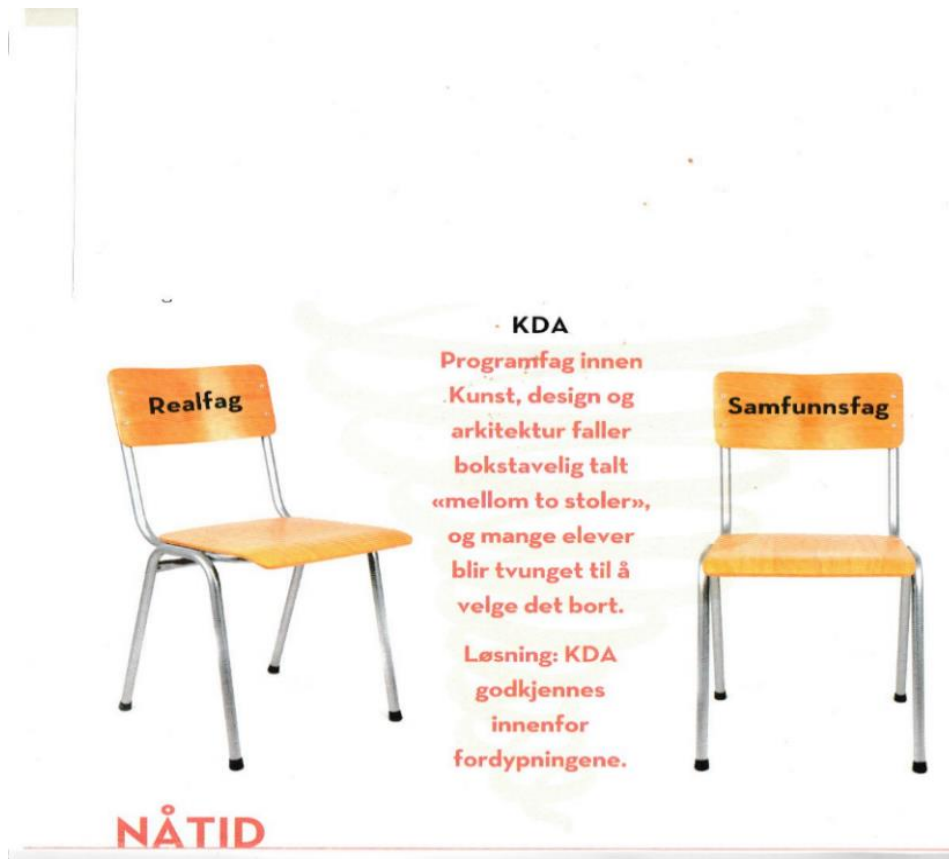 KDA
Programfag innen
Kunst, design og
arkitektur faller
bokstavelig talt
«mellom to stoler»,
og mange elever
blir tvunget til å
velge det bort.
Løsning: KDA
godkjennes
innenfor
fordypningene.
Realfag
Samfunnsfag
NÅTID